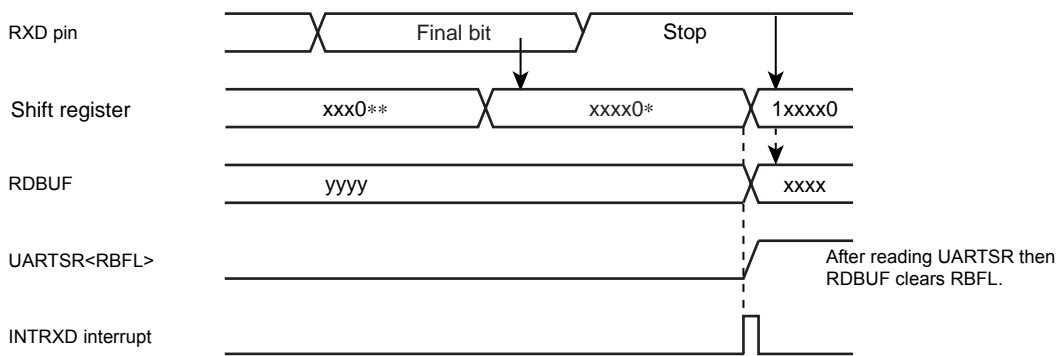 RXD pin
Final bit
Stop
Shift register
xxx0**
xxxx0*
1xxxx0
RDBUF
yyyy
xxxx
UARTSR<RBFL>
After reading UARTSR then
RDBUF clears RBFL.
INTRXD interrupt